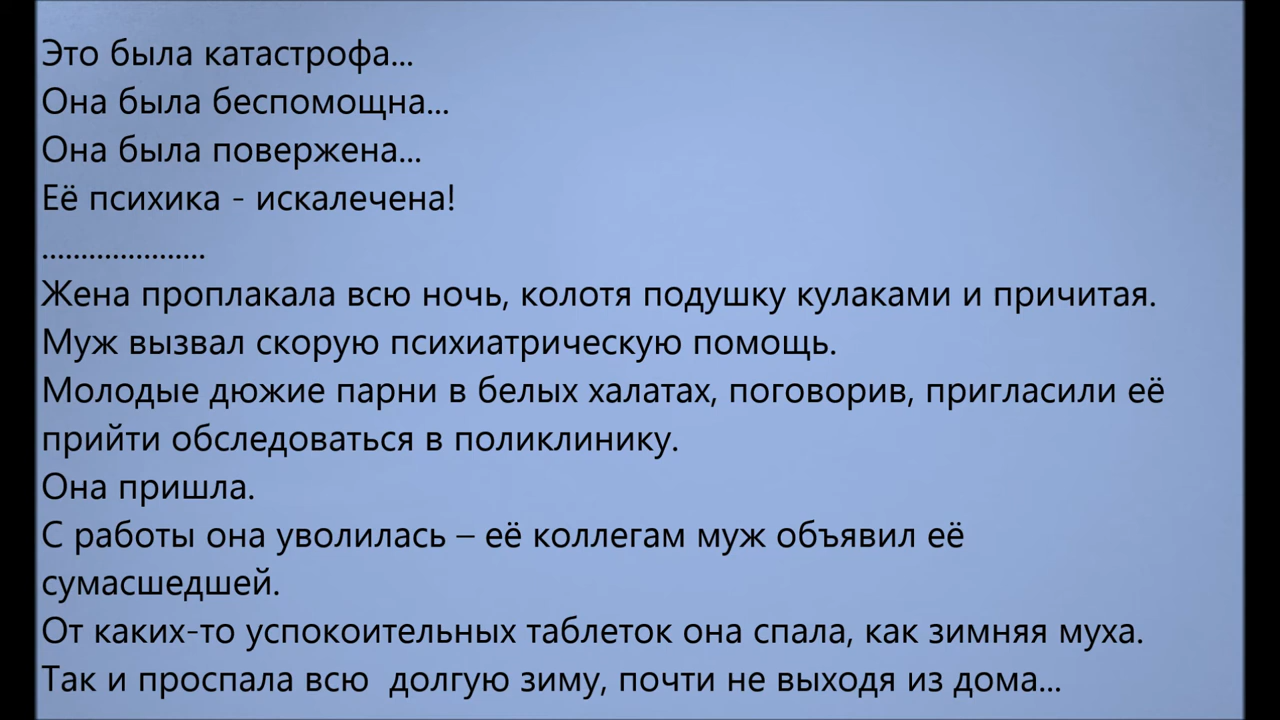 Это была катастрофа...
Она была беспомощна...
Она была повержена...
Её психика - искалечена!
.....................
Жена проплакала всю ночь, колотя подушку кулаками и причитая.
Муж вызвал скорую психиатрическую помощь.
Молодые дюжие парни в белых халатах, поговорив, пригласили её
прийти обследоваться в поликлинику.
Она пришла.
С работы она уволилась – её коллегам муж объявил её
сумасшедшей.
От каких-то успокоительных таблеток она спала, как зимняя муха.
Так и проспала всю  долгую зиму, почти не выходя из дома...